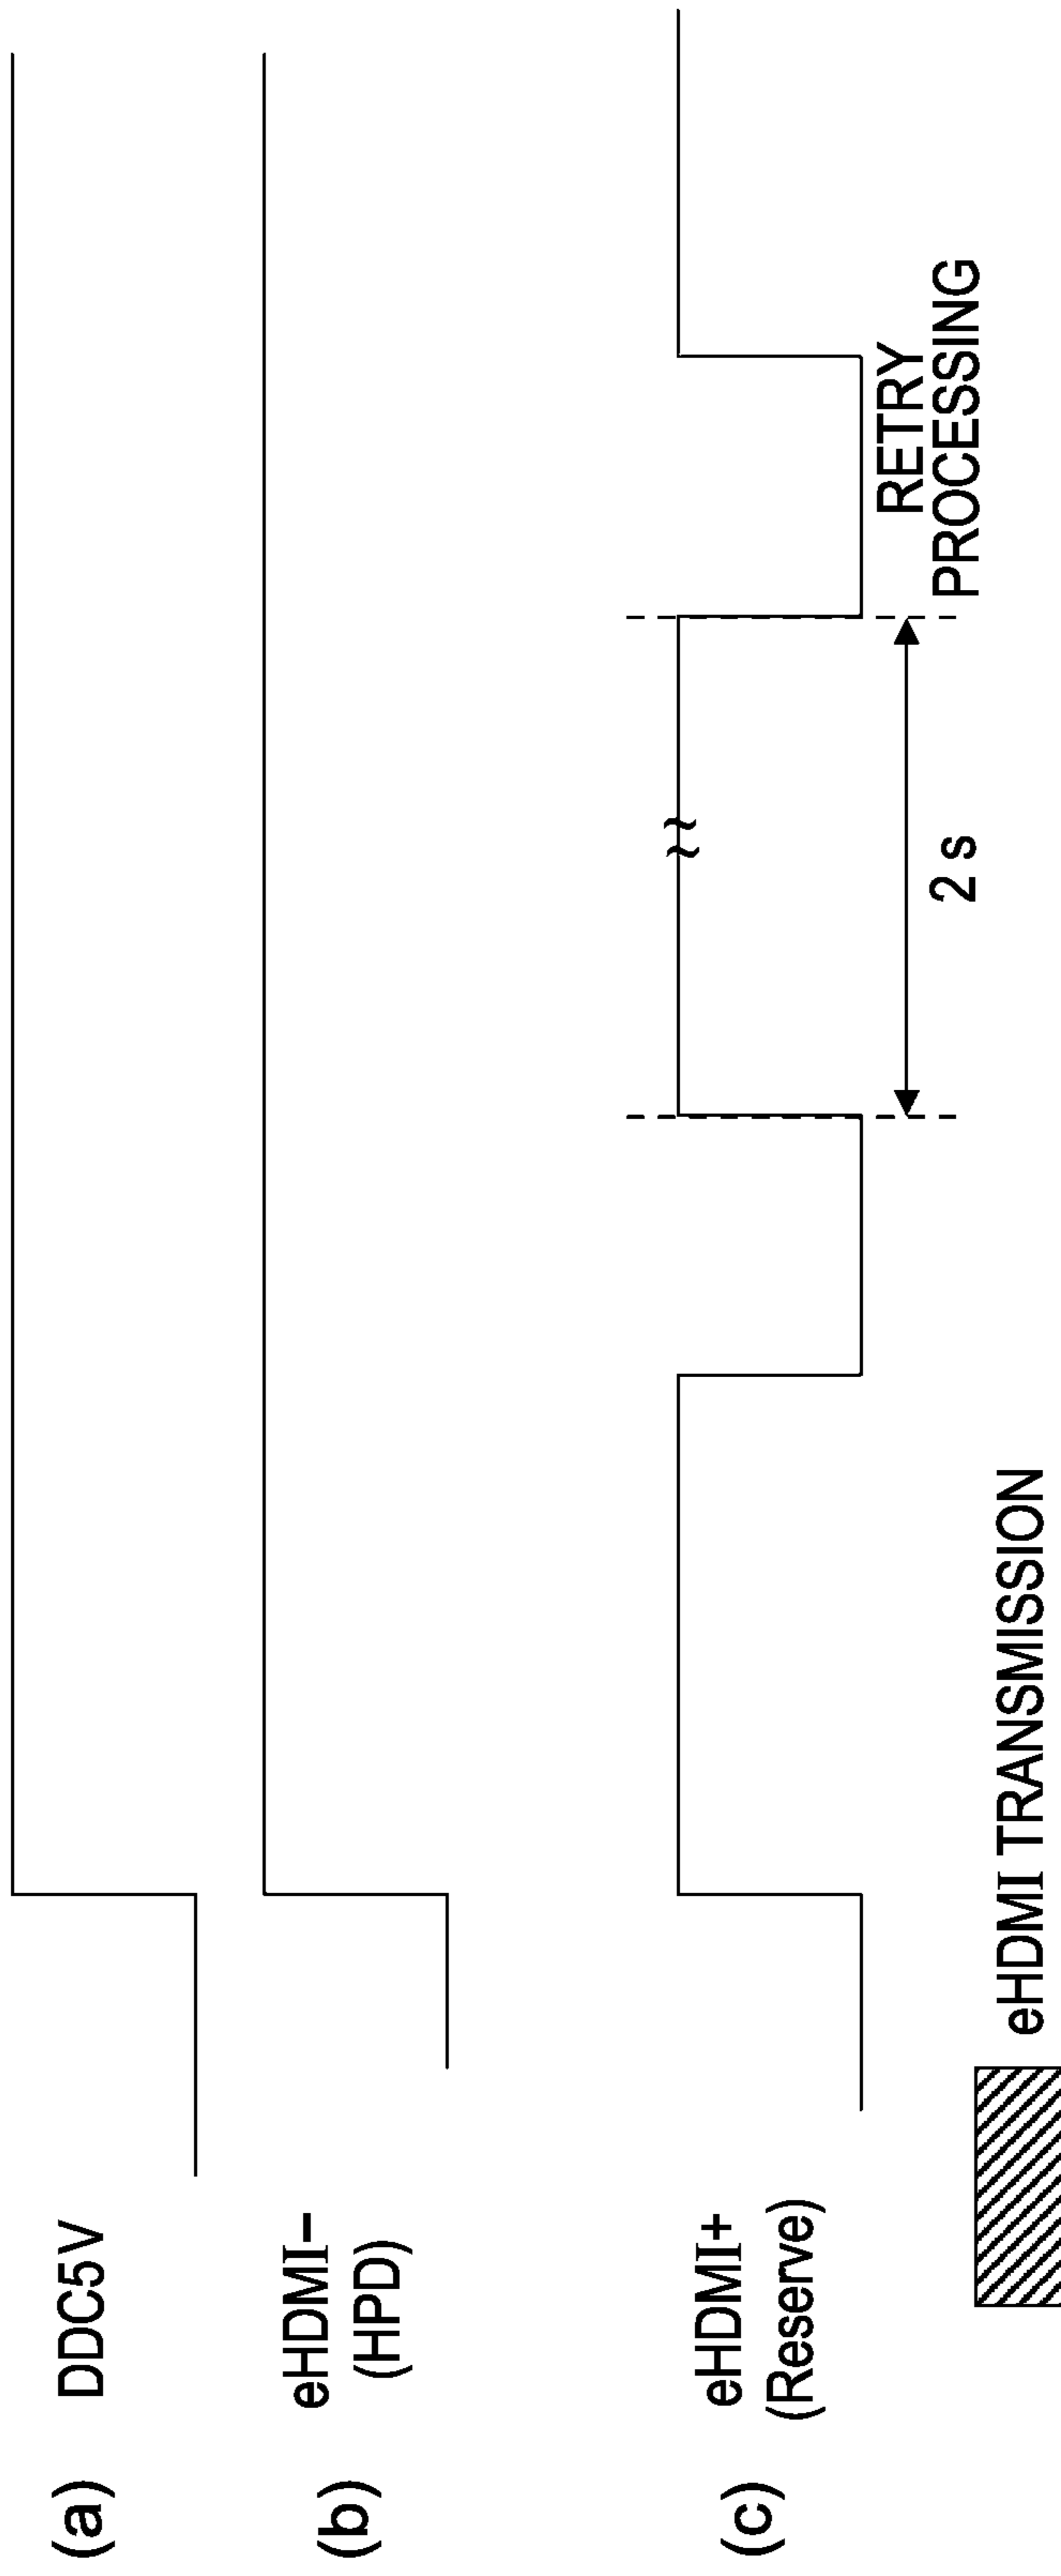 (a) DDC5V
(b) eHDMI−
(HPD)
(c) eHDMI+
(Reserve)
2 s
RETRY
PROCESSING
eHDMI TRANSMISSION